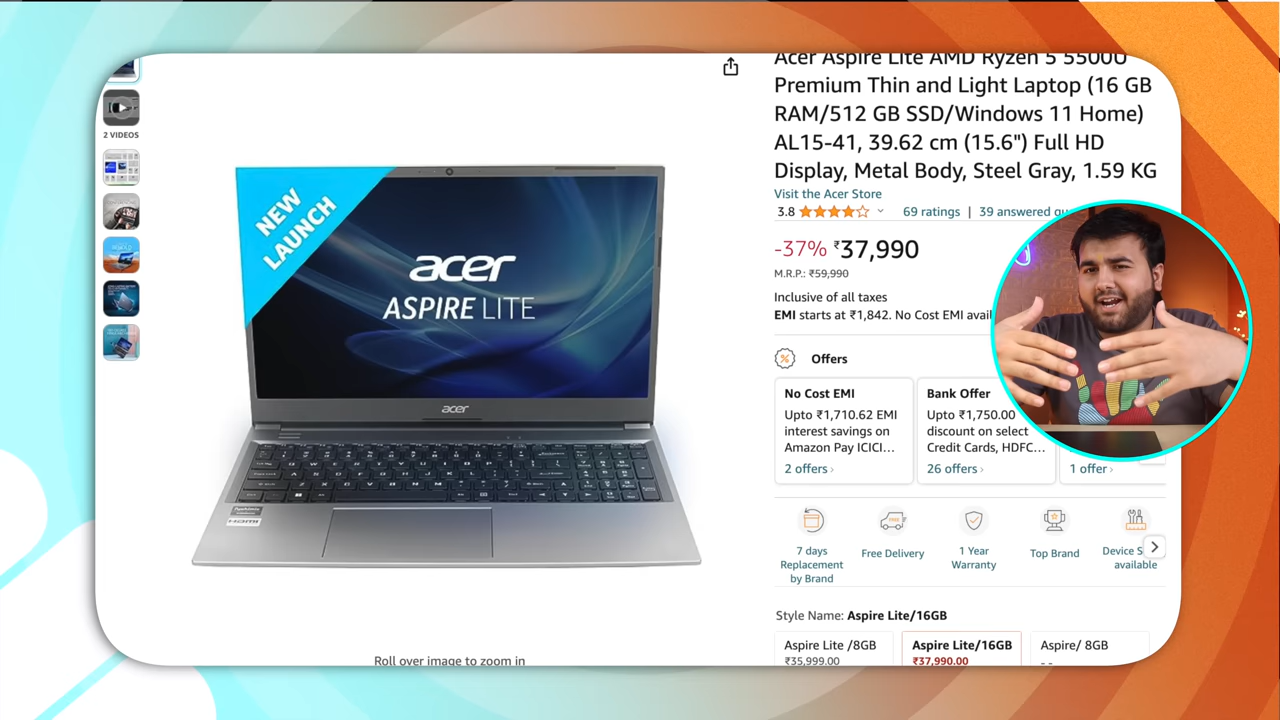 Acer Aspire Lite AMD Ryzen 5 5500U
Premium Thin and Light Laptop (16 GB
RAM/512 GB SSD/Windows 11 Home)
AL15-41, 39.62 cm (15.6") Full HD
Display, Metal Body, Steel Gray, 1.59 KG
Visit the Acer Store
3.8
69 ratings | 39 answered
-37% ₹37,990
M.R.P.: ₹59,990
Inclusive of all taxes
EMI starts at ₹1,842. No Cost EMI avail
Offers
No Cost EMI
Upto ₹1,710.62 EMI
interest savings on
Amazon Pay ICICI…
2 offers
Bank Offer
Upto ₹1,750.00
discount on select
Credit Cards, HDFC…
26 offers
1 offer
7 days
Replacement
by Brand
Free Delivery
1 Year
Warranty
Top Brand
Device S
available
Style Name: Aspire Lite/16GB
Aspire Lite /8GB
₹35,999.00
Aspire Lite/16GB
₹37,990.00
Aspire/ 8GB
2 VIDEOS
NEW
LAUNCH
acer
ASPIRE LITE
acer
HDMI
Roll over image to zoom in